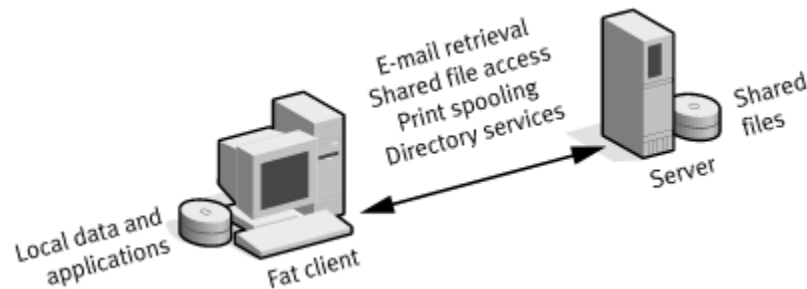 E-mail retrieval
Shared file access
Print spooling
Directory services
Shared
files
Server
Local data and
applications
Fat client